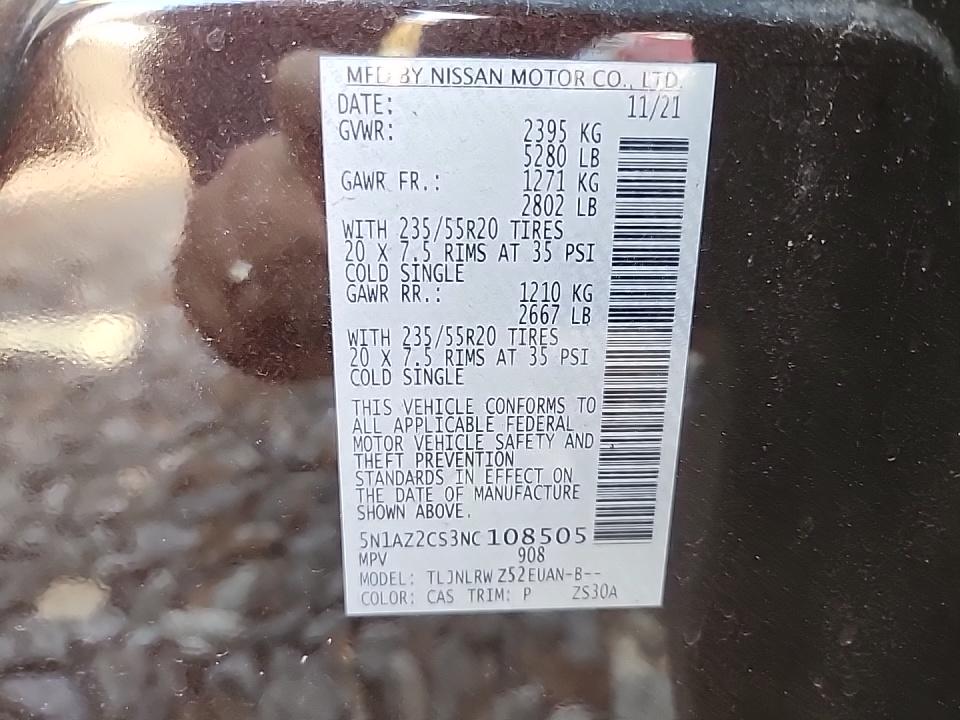 MFD BY NISSAN MOTOR CO., LTD.
DATE: 11/21
GVWR: 2395 KG
5280 LB
GAWR FR.: 1271 KG
2802 LB
WITH 235/55R20 TIRES
20 X 7.5 RIMS AT 35 PSI
COLD SINGLE
GAWR RR.: 1210 KG
2667 LB
WITH 235/55R20 TIRES
20 X 7.5 RIMS AT 35 PSI
COLD SINGLE
THIS VEHICLE CONFORMS TO
ALL APPLICABLE FEDERAL
MOTOR VEHICLE SAFETY AND
THEFT PREVENTION
STANDARDS IN EFFECT ON
THE DATE OF MANUFACTURE
SHOWN ABOVE.
5N1AZ2CS3NC 108505
MPV 908
MODEL: TLJNLRW Z52EUAN-B--
COLOR: CAS TRIM: P ZS30A